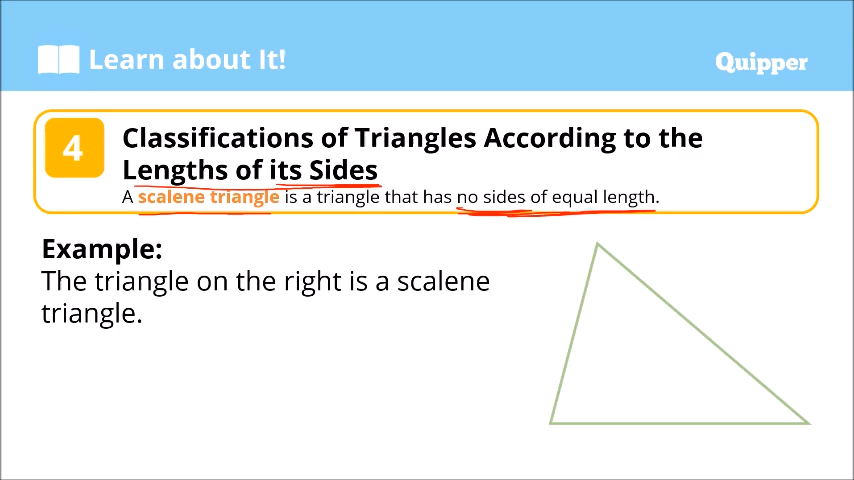 Learn about It!
Quipper
4
Classifications of Triangles According to the
Lengths of its Sides
A scalene triangle is a triangle that has no sides of equal length.
Example:
The triangle on the right is a scalene
triangle.